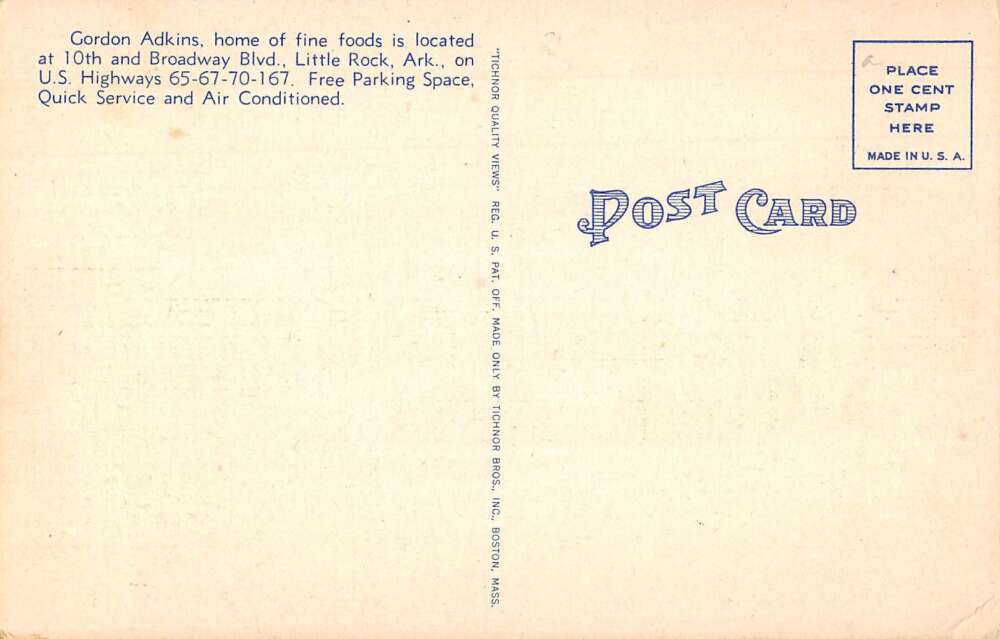 Gordon Adkins, home of fine foods is located
at 10th and Broadway Blvd., Little Rock, Ark., on
U.S. Highways 65-67-70-167. Free Parking Space,
Quick Service and Air Conditioned.
"TICHNOR QUALITY VIEWS" REG. U. S. PAT. OFF. MADE ONLY BY TICHNOR BROS., INC., BOSTON, MASS.
POST CARD
a
PLACE
ONE CENT
STAMP
HERE
MADE IN U. S. A.